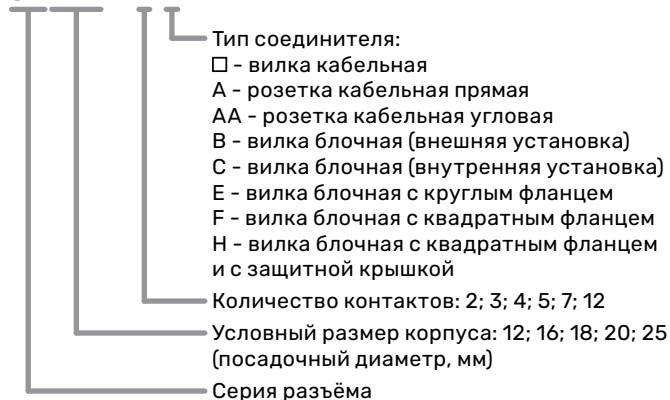 Тип соединителя:
□ - вилка кабельная
А - розетка кабельная прямая
АА - розетка кабельная угловая
В - вилка блочная (внешняя установка)
С - вилка блочная (внутренняя установка)
Е - вилка блочная с круглым фланцем
F - вилка блочная с квадратным фланцем
Н - вилка блочная с квадратным фланцем
и с защитной крышкой
Количество контактов: 2; 3; 4; 5; 7; 12
Условный размер корпуса: 12; 16; 18; 20; 25
(посадочный диаметр, мм)
Серия разъёма